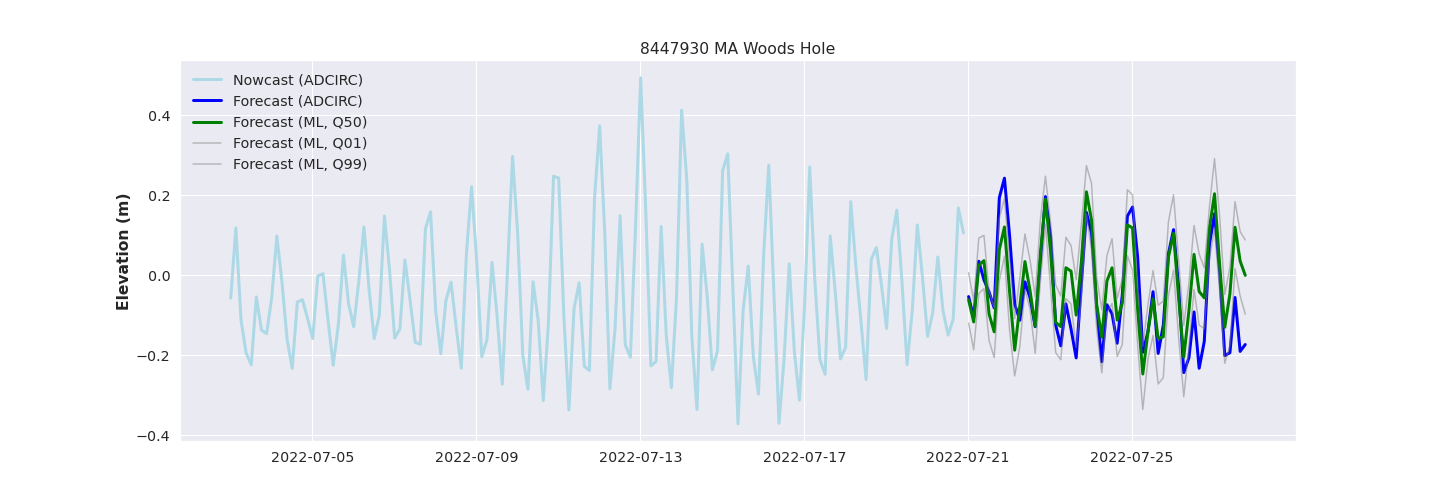 8447930 MA Woods Hole
Nowcast (ADCIRC)
Forecast (ADCIRC)
Forecast (ML, Q50)
Forecast (ML, Q01)
Forecast (ML, Q99)
Elevation (m)
0.4
0.2
0.0
−0.2
−0.4
2022-07-05
2022-07-09
2022-07-13
2022-07-17
2022-07-21
2022-07-25